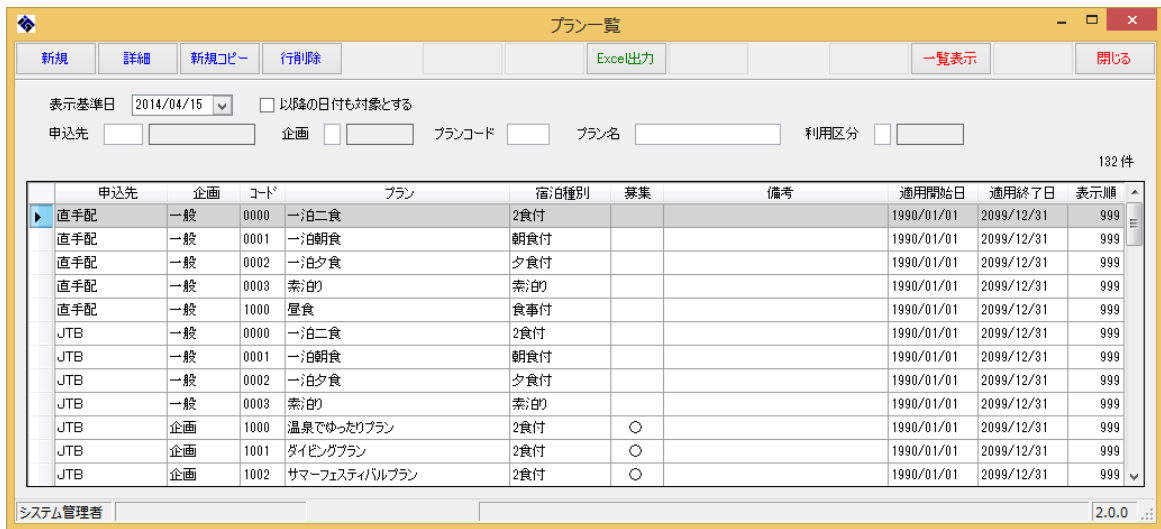 プラン一覧
新規 詳細 新規コピー 行削除 Excel出力 一覧表示 閉じる
表示基準日 2014/04/15 以降の日付も対象とする
申込先 企画 プランコード プラン名 利用区分
132 件
申込先 企画 コード プラン 宿泊種別 募集 備考 適用開始日 適用終了日 表示順
直手配 一般 0000 一泊二食 2食付 1990/01/01 2099/12/31 999
直手配 一般 0001 一泊朝食 朝食付 1990/01/01 2099/12/31 999
直手配 一般 0002 一泊夕食 夕食付 1990/01/01 2099/12/31 999
直手配 一般 0003 素泊り 素泊り 1990/01/01 2099/12/31 999
直手配 一般 1000 昼食 食事付 1990/01/01 2099/12/31 999
JTB 一般 0000 一泊二食 2食付 1990/01/01 2099/12/31 999
JTB 一般 0001 一泊朝食 朝食付 1990/01/01 2099/12/31 999
JTB 一般 0002 一泊夕食 夕食付 1990/01/01 2099/12/31 999
JTB 一般 0003 素泊り 素泊り 1990/01/01 2099/12/31 999
JTB 企画 1000 温泉でゆったりプラン 2食付 ○ 1990/01/01 2099/12/31 999
JTB 企画 1001 ダイビングプラン 2食付 ○ 1990/01/01 2099/12/31 999
JTB 企画 1002 サマーフェスティバルプラン 2食付 ○ 1990/01/01 2099/12/31 999
システム管理者 2.0.0